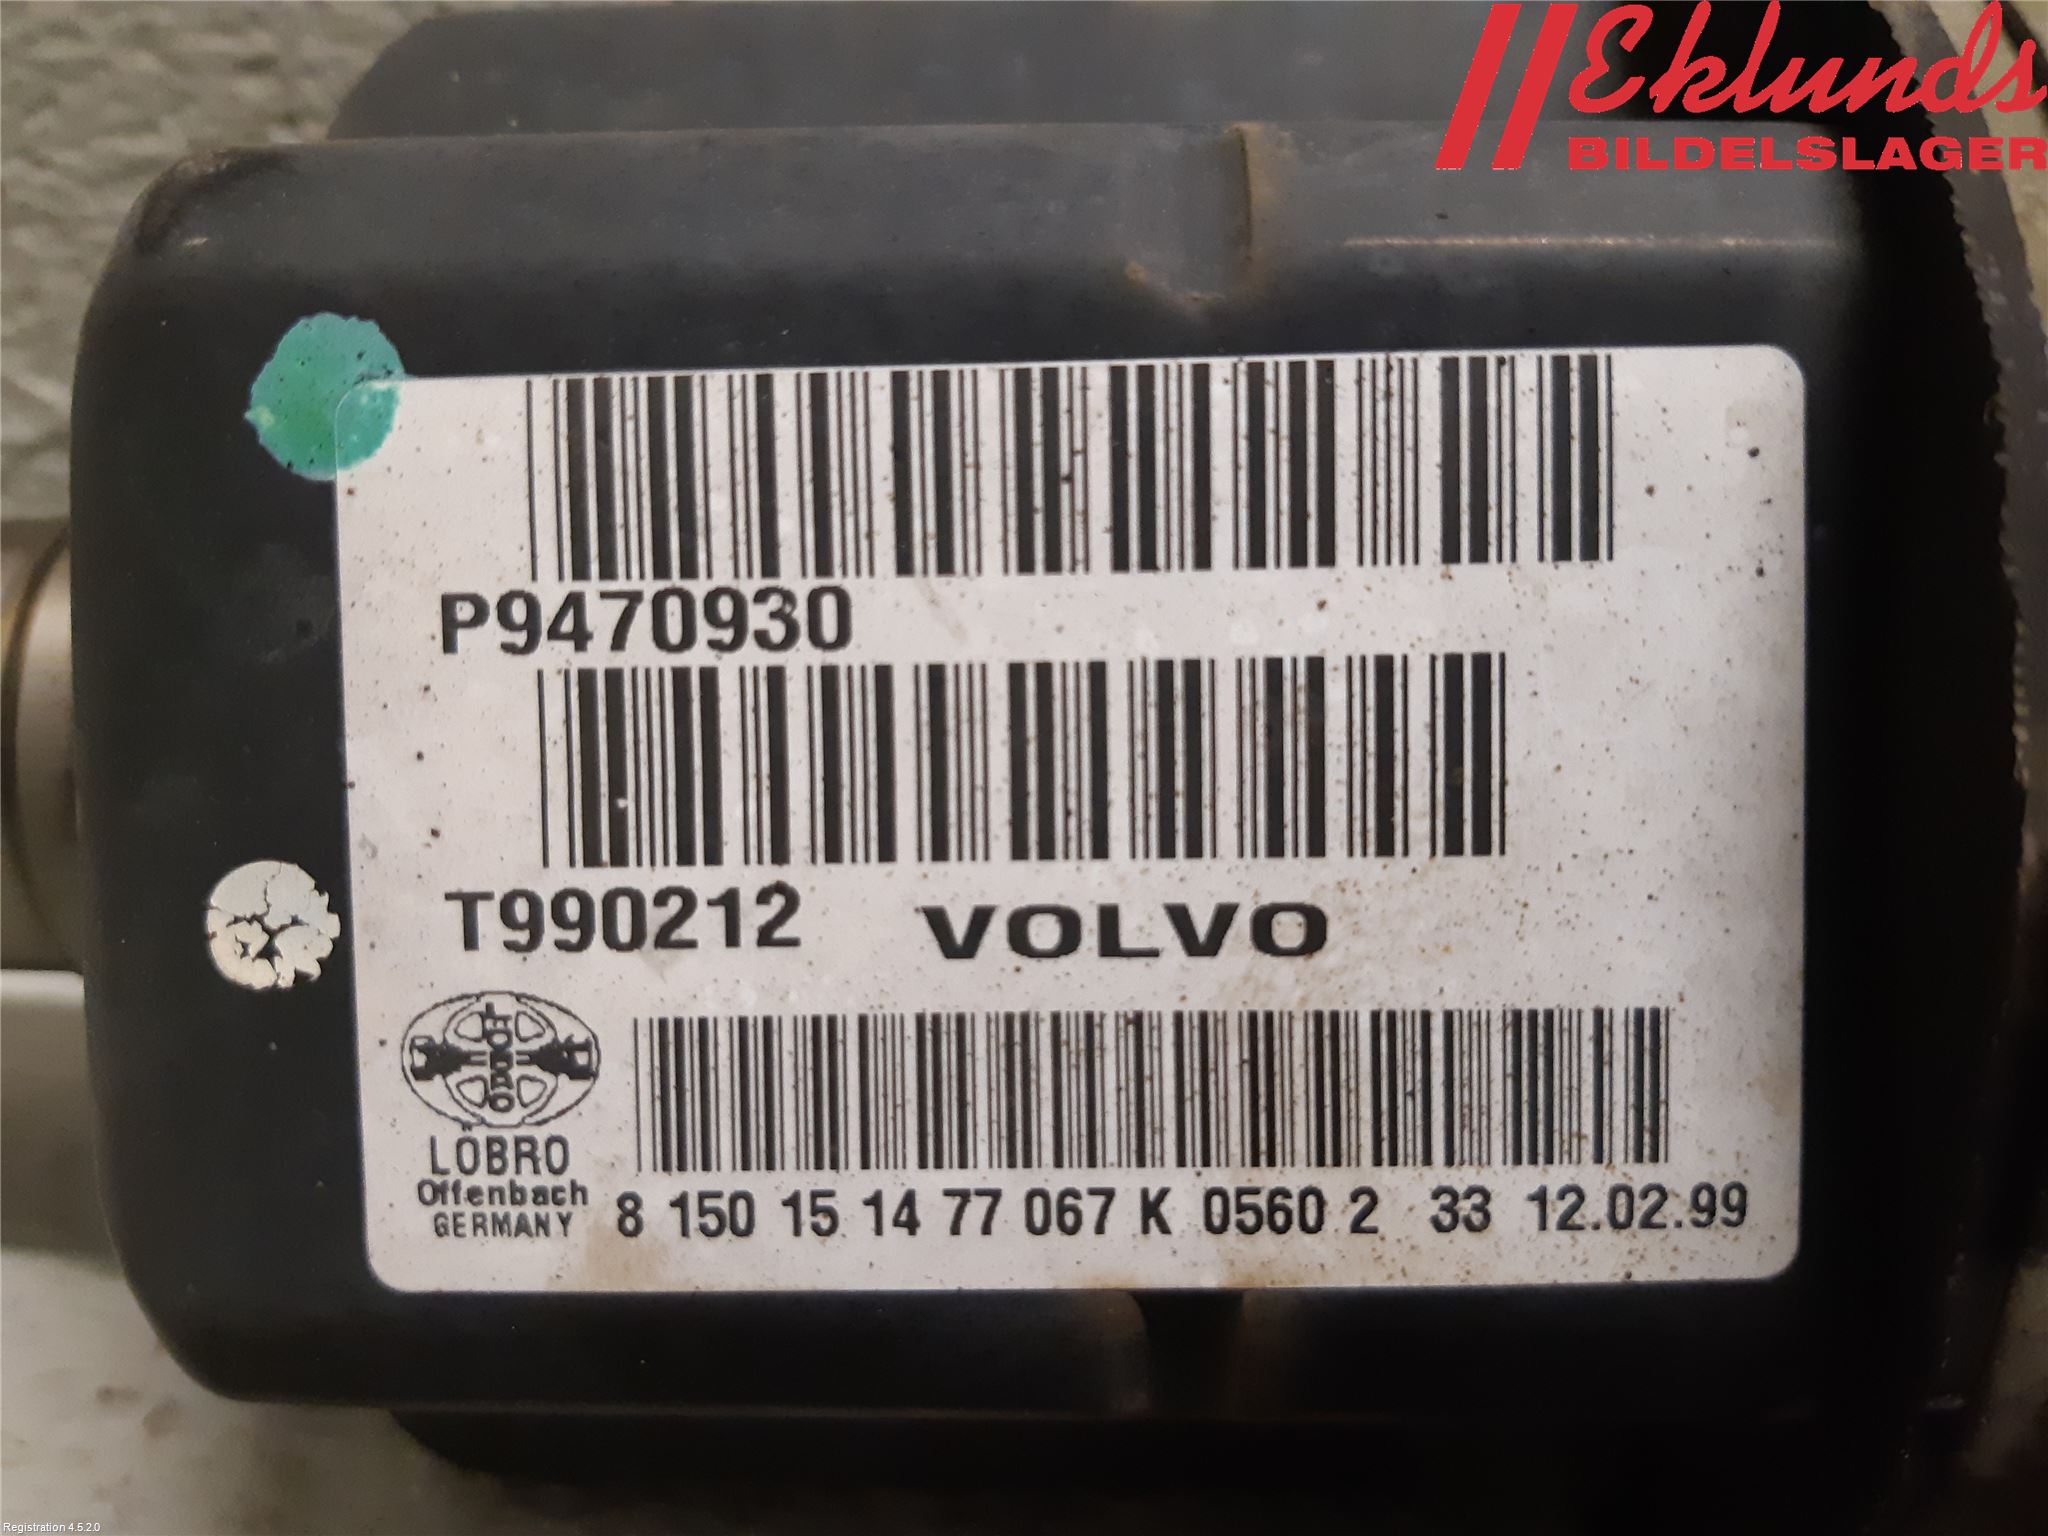 Eklunds
BILDELSLAGER
P9470930
T990212 VOLVO
LÖBRO
LÖBRO
Offenbach
GERMANY
8 150 15 14 77 067 K 0560 2 33 12.02.99
Registration 4.5.2.0